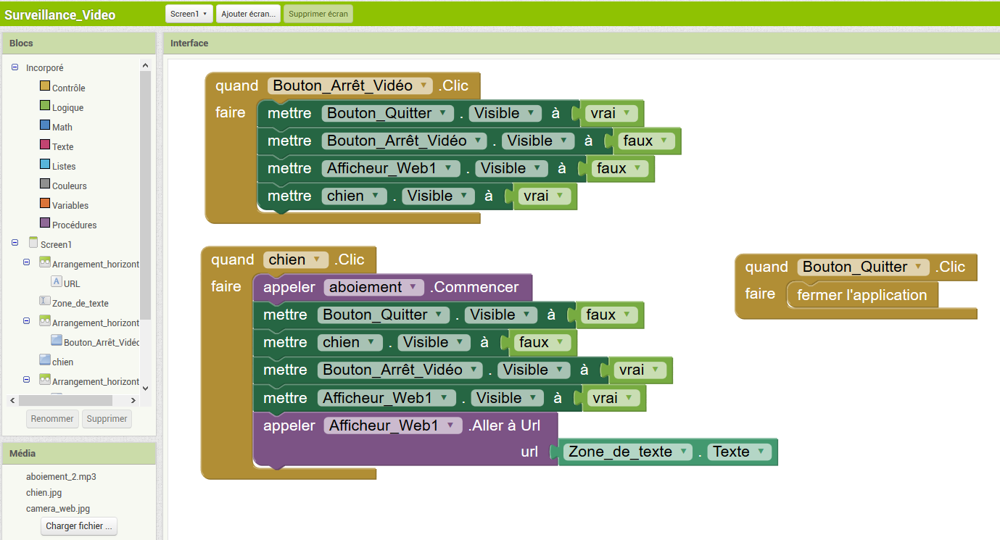 Surveillance_Video
Screen1
Ajouter écran...
Supprimer écran
Blocs
Incorporé
Contrôle
Logique
Math
Texte
Listes
Couleurs
Variables
Procédures
Screen1
Arrangement_horizont
URL
Zone_de_texte
Arrangement_horizont
Bouton_Arrêt_Vidéo
chien
Arrangement_horizont
Renommer
Supprimer
Média
aboiement_2.mp3
chien.jpg
camera_web.jpg
Charger fichier ...
Interface
quand Bouton_Arrêt_Vidéo .Clic
faire mettre Bouton_Quitter . Visible à vrai
mettre Bouton_Arrêt_Vidéo . Visible à faux
mettre Afficheur_Web1 . Visible à faux
mettre chien . Visible à vrai
quand chien .Clic
faire appeler aboiement .Commencer
mettre Bouton_Quitter . Visible à faux
mettre chien . Visible à faux
mettre Bouton_Arrêt_Vidéo . Visible à vrai
mettre Afficheur_Web1 . Visible à vrai
appeler Afficheur_Web1 .Aller à Url
url Zone_de_texte . Texte
quand Bouton_Quitter .Clic
faire fermer l'application